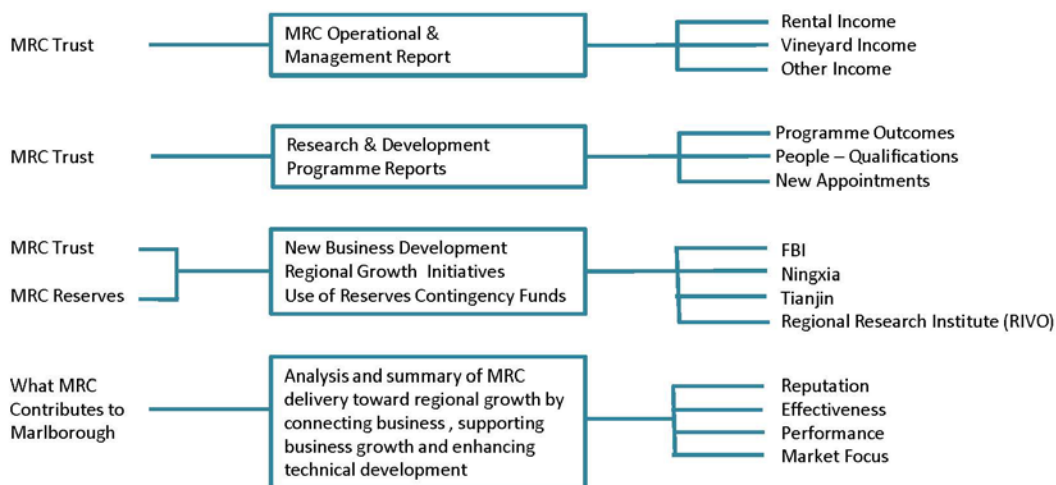 MRC Trust
MRC Operational &
Management Report
Rental Income
Vineyard Income
Other Income
MRC Trust
Research & Development
Programme Reports
Programme Outcomes
People – Qualifications
New Appointments
MRC Trust
MRC Reserves
New Business Development
Regional Growth Initiatives
Use of Reserves Contingency Funds
FBI
Ningxia
Tianjin
Regional Research Institute (RIVO)
What MRC
Contributes to
Marlborough
Analysis and summary of MRC
delivery toward regional growth by
connecting business , supporting
business growth and enhancing
technical development
Reputation
Effectiveness
Performance
Market Focus